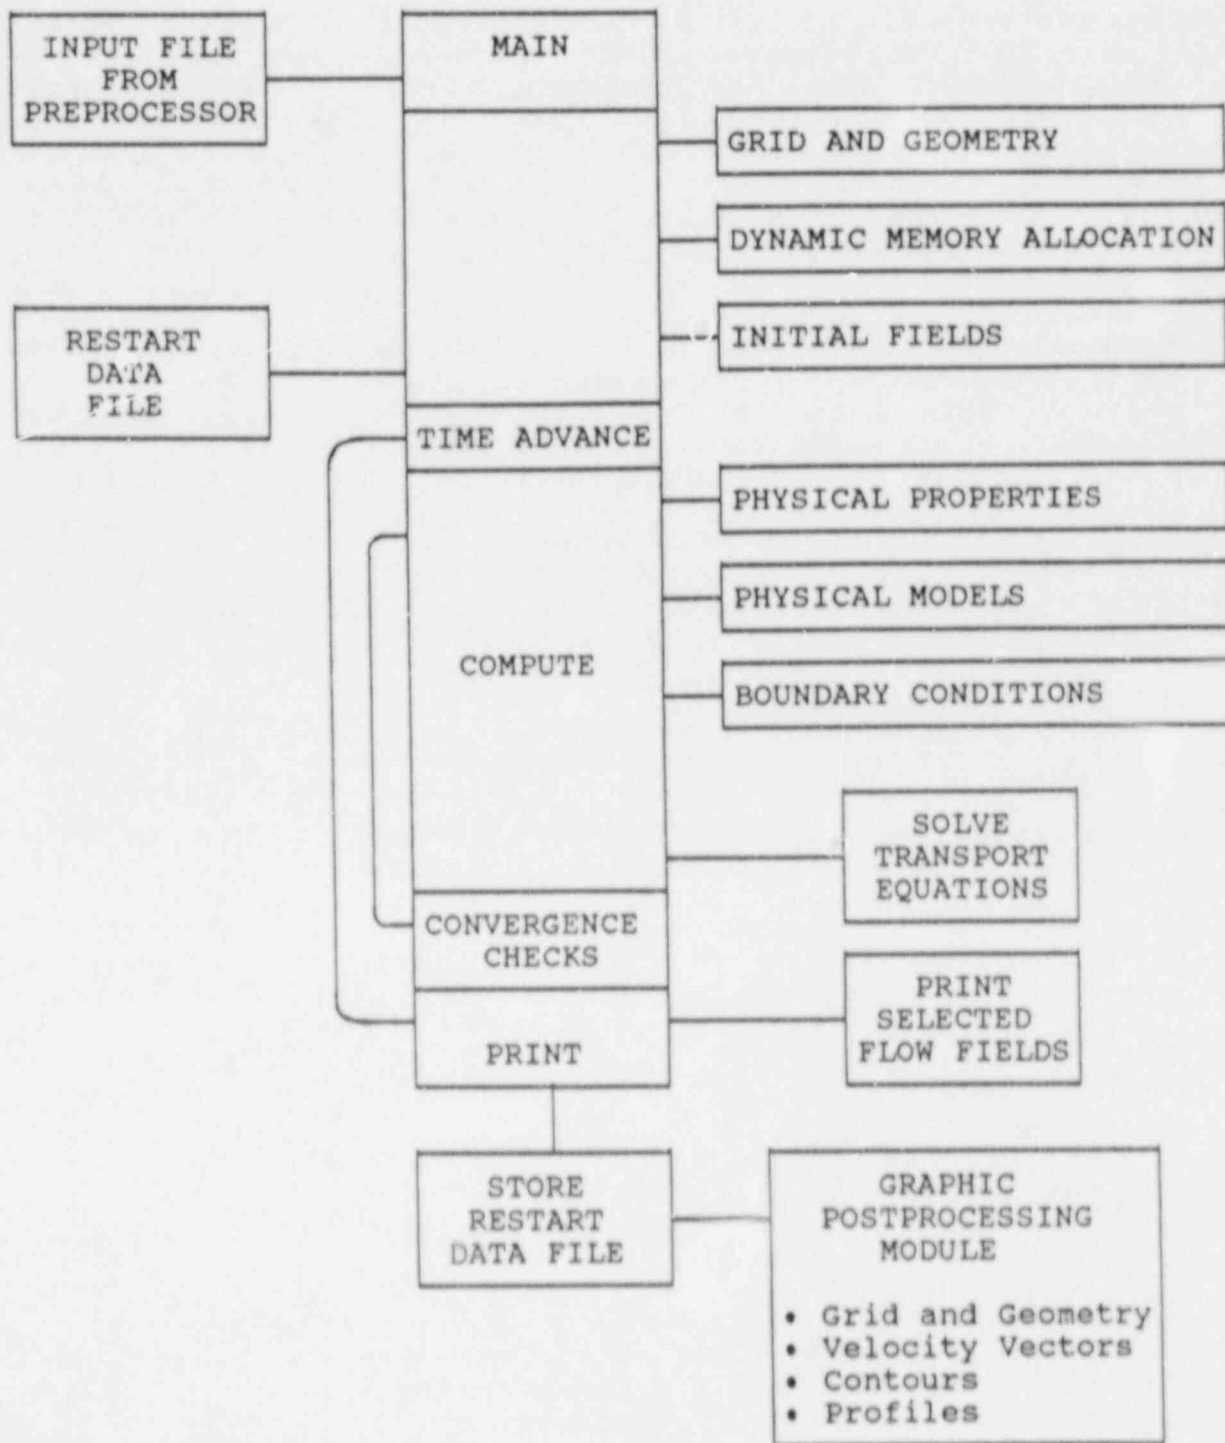 INPUT FILE
FROM
PREPROCESSOR
MAIN
GRID AND GEOMETRY
DYNAMIC MEMORY ALLOCATION
INITIAL FIELDS
RESTART
DATA
FILE
TIME ADVANCE
PHYSICAL PROPERTIES
PHYSICAL MODELS
COMPUTE
BOUNDARY CONDITIONS
SOLVE
TRANSPORT
EQUATIONS
CONVERGENCE
CHECKS
PRINT
SELECTED
FLOW FIELDS
PRINT
STORE
RESTART
DATA FILE
GRAPHIC
POSTPROCESSING
MODULE
• Grid and Geometry
• Velocity Vectors
• Contours
• Profiles